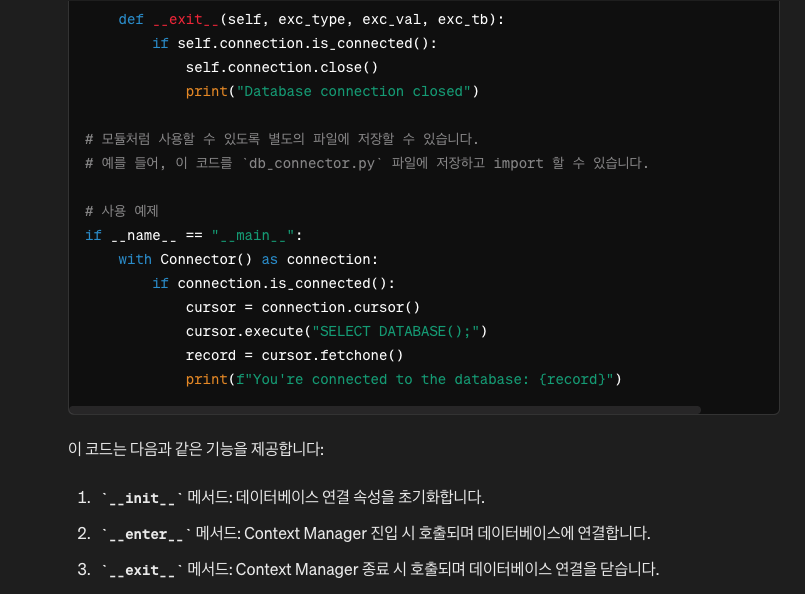 def __exit__(self, exc_type, exc_val, exc_tb):
if self.connection.is_connected():
self.connection.close()
print("Database connection closed")
# 모듈처럼 사용할 수 있도록 별도의 파일에 저장할 수 있습니다.
# 예를 들어, 이 코드를 `db_connector.py` 파일에 저장하고 import 할 수 있습니다.
# 사용 예제
if __name__ == "__main__":
with Connector() as connection:
if connection.is_connected():
cursor = connection.cursor()
cursor.execute("SELECT DATABASE();")
record = cursor.fetchone()
print(f"You're connected to the database: {record}")
이 코드는 다음과 같은 기능을 제공합니다:
1. `__init__` 메서드: 데이터베이스 연결 속성을 초기화합니다.
2. `__enter__` 메서드: Context Manager 진입 시 호출되며 데이터베이스에 연결합니다.
3. `__exit__` 메서드: Context Manager 종료 시 호출되며 데이터베이스 연결을 닫습니다.